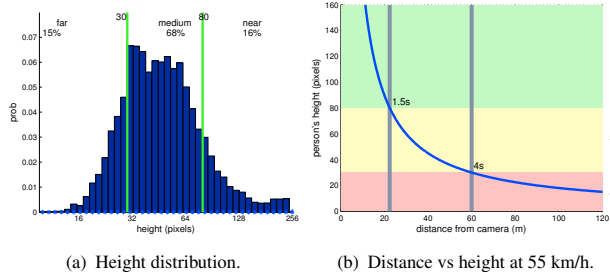 far 30 medium 80 near
15% 68% 16%
0.07
0.06
0.05
0.04
0.03
0.02
0.01
0
prob
16 32 64 128 256
height (pixels)
(a) Height distribution.
160
140
120
100
80
60
40
20
0
person's height (pixels)
1.5s
4s
0 20 40 60 80 100 120
distance from camera (m)
(b) Distance vs height at 55 km/h.